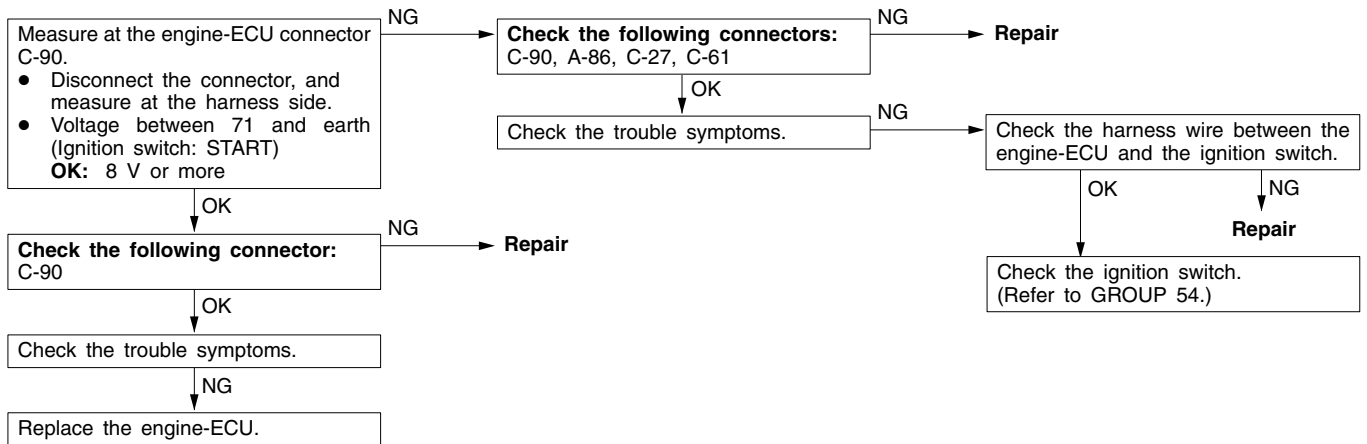 Measure at the engine-ECU connector
C-90.
● Disconnect the connector, and
measure at the harness side.
● Voltage between 71 and earth
(Ignition switch: START)
OK: 8 V or more
NG
Check the following connectors:
C-90, A-86, C-27, C-61
NG
Repair
OK
Check the trouble symptoms.
NG
Check the harness wire between the
engine-ECU and the ignition switch.
OK
NG
Repair
Check the ignition switch.
(Refer to GROUP 54.)
OK
Check the following connector:
C-90
NG
Repair
OK
Check the trouble symptoms.
NG
Replace the engine-ECU.